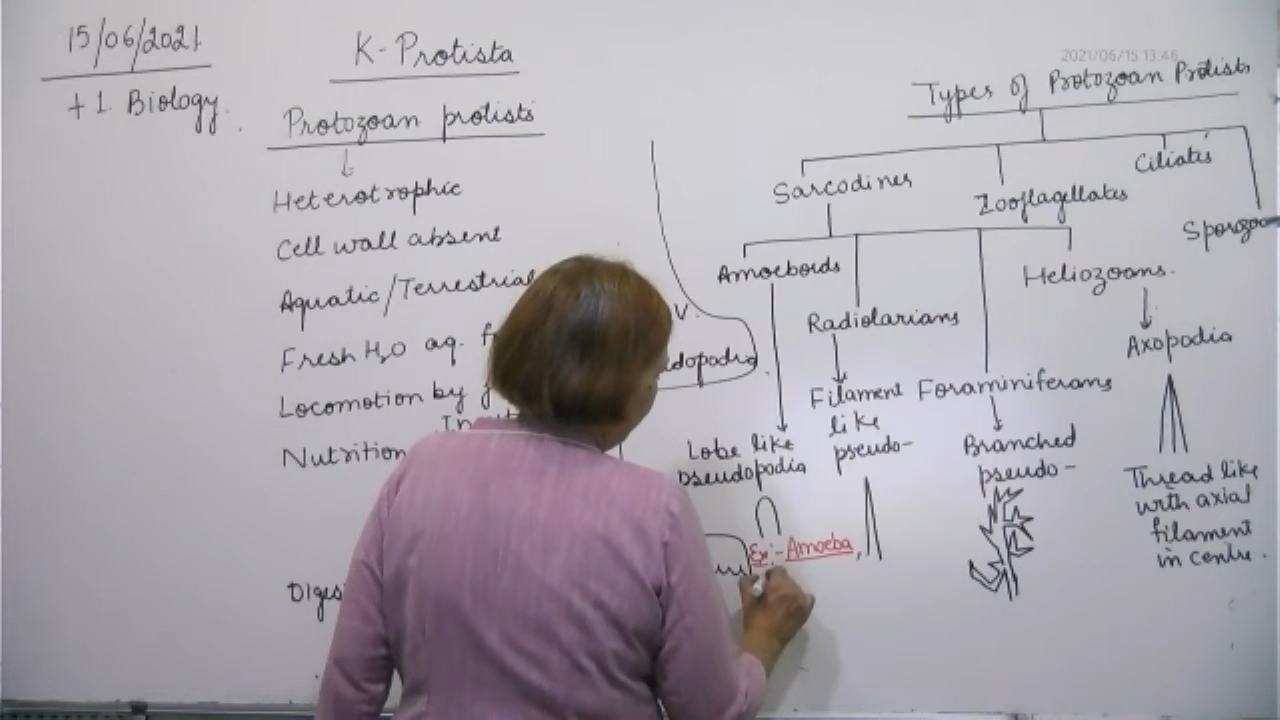 15/06/2021
+1 Biology.
K-Protista
Protozoan protists
Heterotrophic
Cell wall absent
Aquatic/Terrestrial
Fresh H2O aq.
Locomotion by
Nutrition
2021/06/15 13:46
Types of Protozoan Protists
Sarcodines
Zooflagellates
Ciliates
Amoeboids
Radiolarians
Foraminiferans
Heliozoans.
Lobe like
pseudopodia
Ex:- Amoeba,
Filament
like
pseudo-
Branched
pseudo-
Axopodia
Thread like
with axial
filament
in centre.